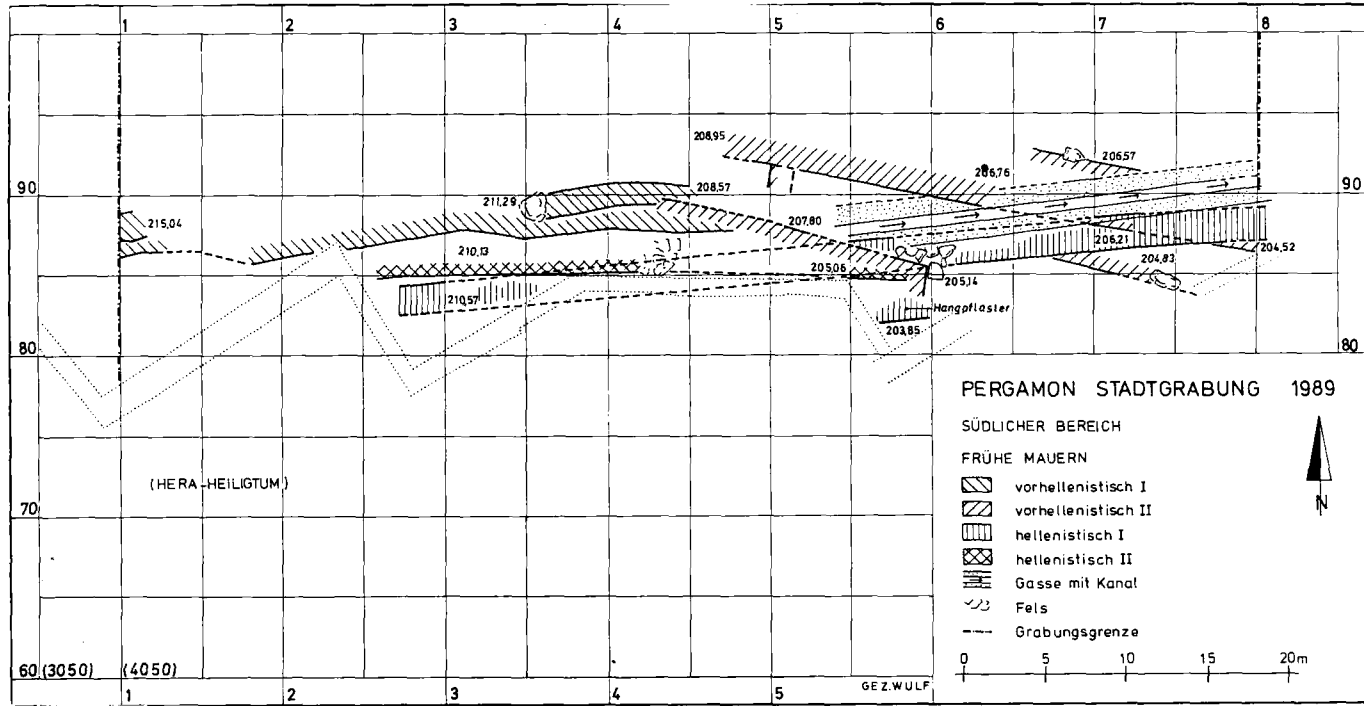 1 2 3 4 5 6 7 8
208,95
206,57
206,76
90
211,29
208,57
90
215,04
207,80
210,13
206,21
204,52
205,06
204,83
205,14
210,57
Hangpflaster
203,85
80
80
PERGAMON STADTGRABUNG 1989
SÜDLICHER BEREICH
FRÜHE MAUERN
(HERA-HEILIGTUM)
vorhellenistisch I
70
vorhellenistisch II
N
hellenistisch I
hellenistisch II
Gasse mit Kanal
Fels
Grabungsgrenze
0 5 10 15 20m
60 (3050) (4050)
GEZ.WULF
1 2 3 4 5